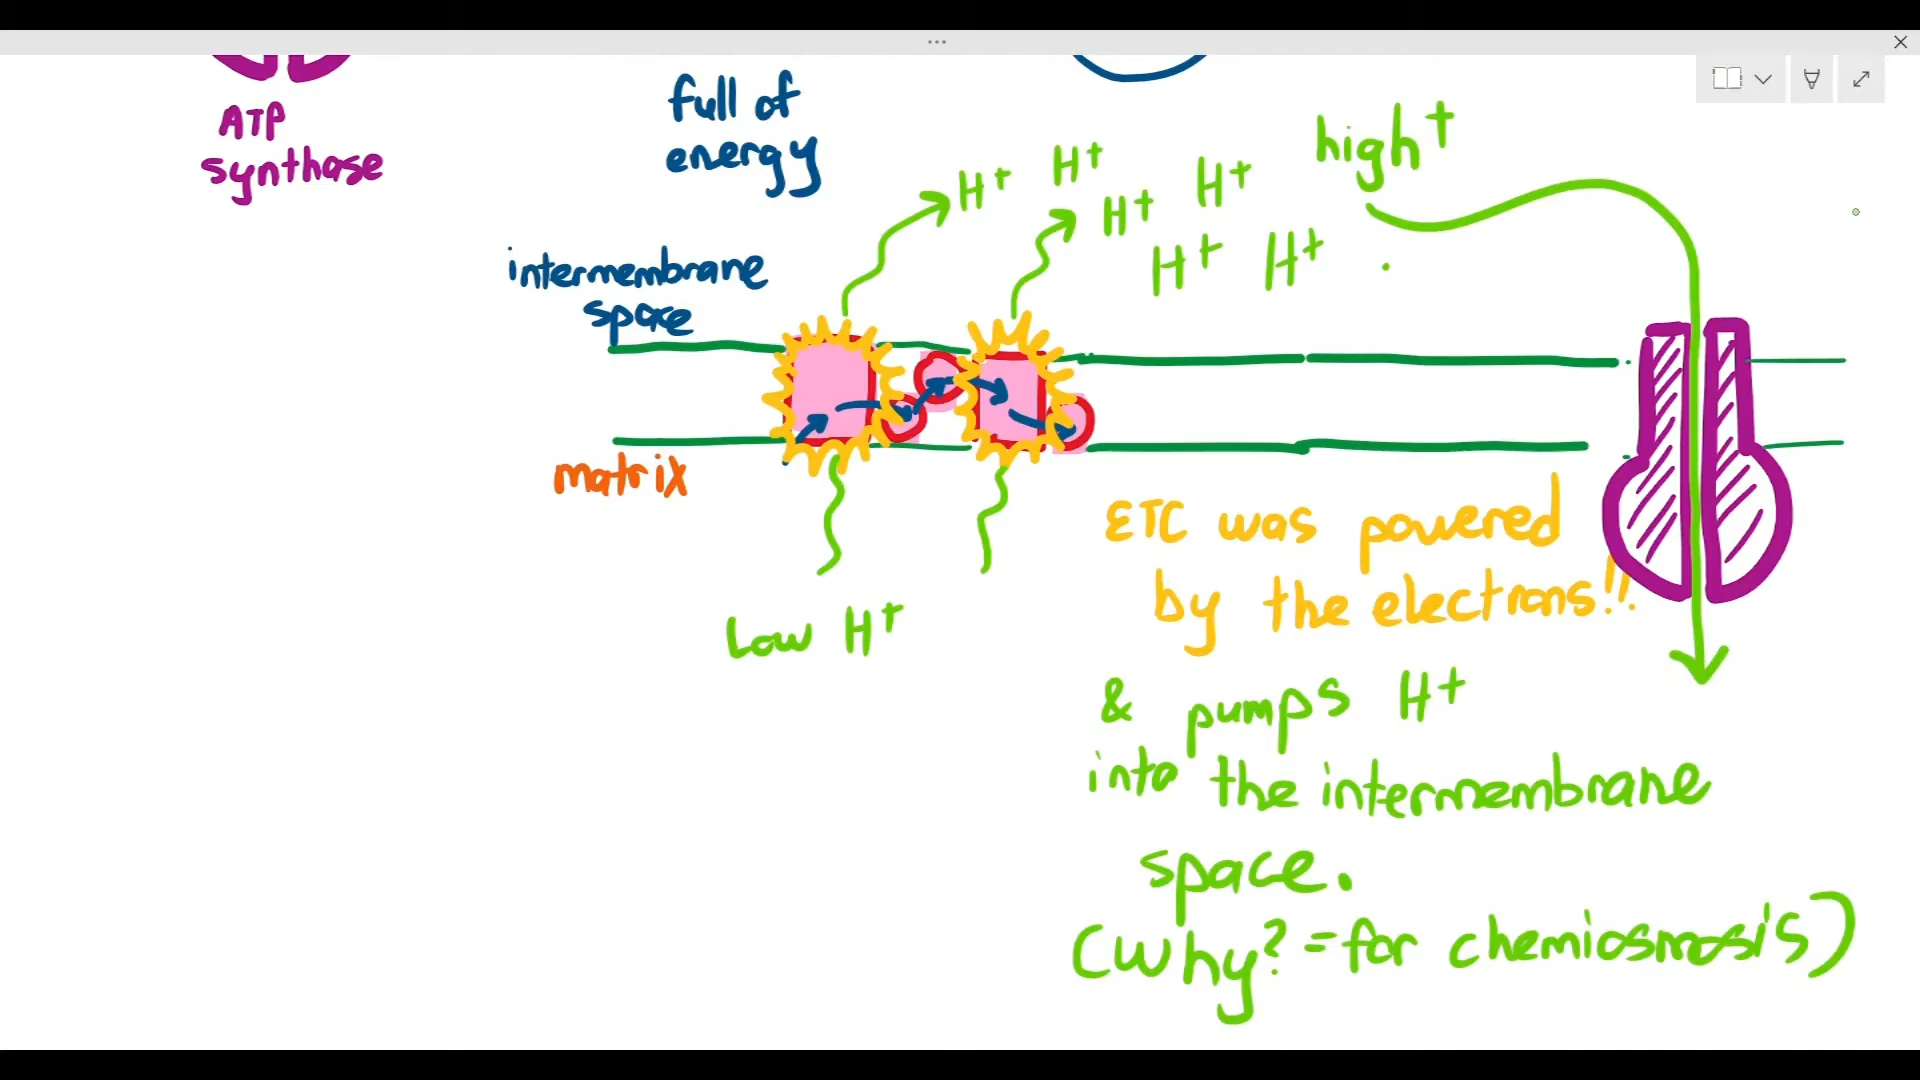 ATP
synthase
full of
energy
intermembrane
space
matrix
H⁺ H⁺ H⁺ H⁺
H⁺ H⁺
high⁺
Low H⁺
ETC was powered
by the electrons!!
& pumps H⁺
into the intermembrane
space.
(Why? = for chemiosmosis)